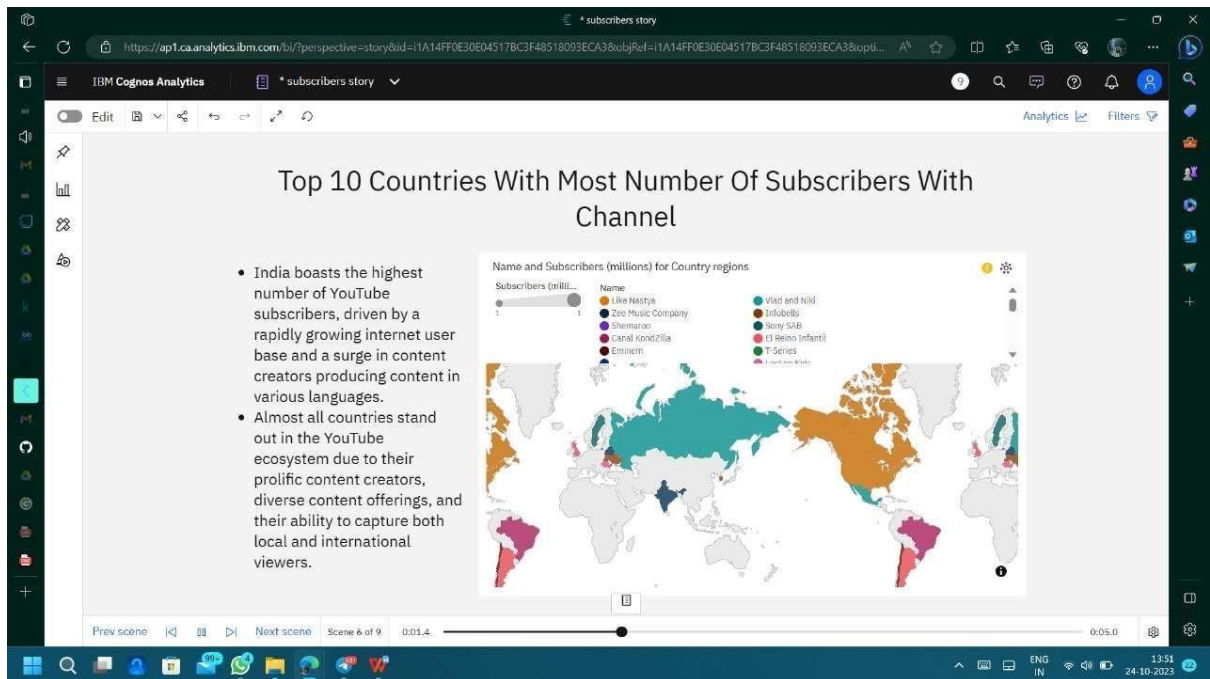 * subscribers story
https://ap1.ca.analytics.ibm.com/bi/?perspective=story&id=i1A14FF0E30E04517BC3F48518093ECA3&objRef=i1A14FF0E30E04517BC3F48518093ECA3&opti...
IBM Cognos Analytics
* subscribers story
9
Edit
Analytics
Filters
Top 10 Countries With Most Number Of Subscribers With
Channel
• India boasts the highest
number of YouTube
subscribers, driven by a
rapidly growing internet user
base and a surge in content
creators producing content in
various languages.
• Almost all countries stand
out in the YouTube
ecosystem due to their
prolific content creators,
diverse content offerings, and
their ability to capture both
local and international
viewers.
Name and Subscribers (millions) for Country regions
Subscribers (milli...
1 1
Name
Like Nastya
Zee Music Company
Shemaroo
Canal KondZilla
Eminem
Vlad and Niki
Infobells
Sony SAB
El Reino Infantil
T-Series
Prev scene
Next scene
Scene 6 of 9
0:01.4
0:05.0
99+
ENG
IN
13:51
24-10-2023
22